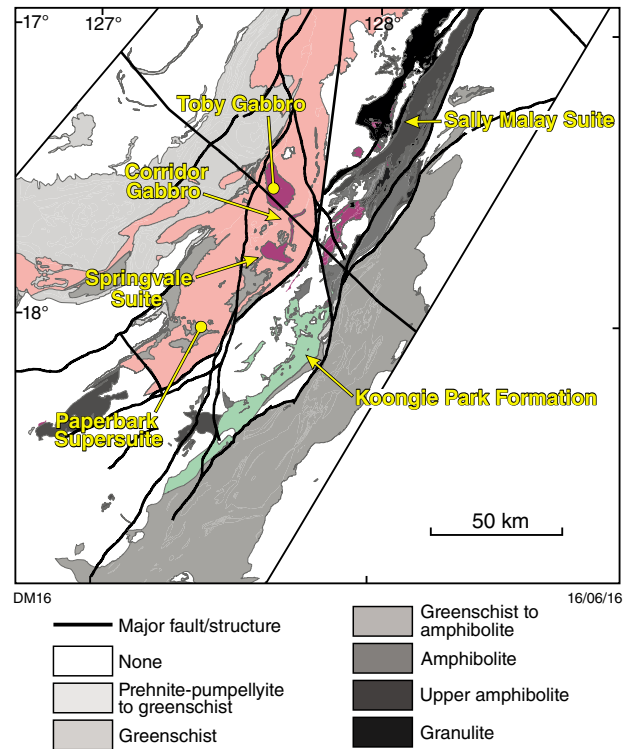 17°
127°
128°
Toby Gabbro
Sally Malay Suite
Corridor
Gabbro
Springvale
Suite
18°
Koongie Park Formation
Paperbark
Supersuite
50 km
DM16
16/06/16
Major fault/structure
None
Prehnite-pumpellyite
to greenschist
Greenschist
Greenschist to
amphibolite
Amphibolite
Upper amphibolite
Granulite